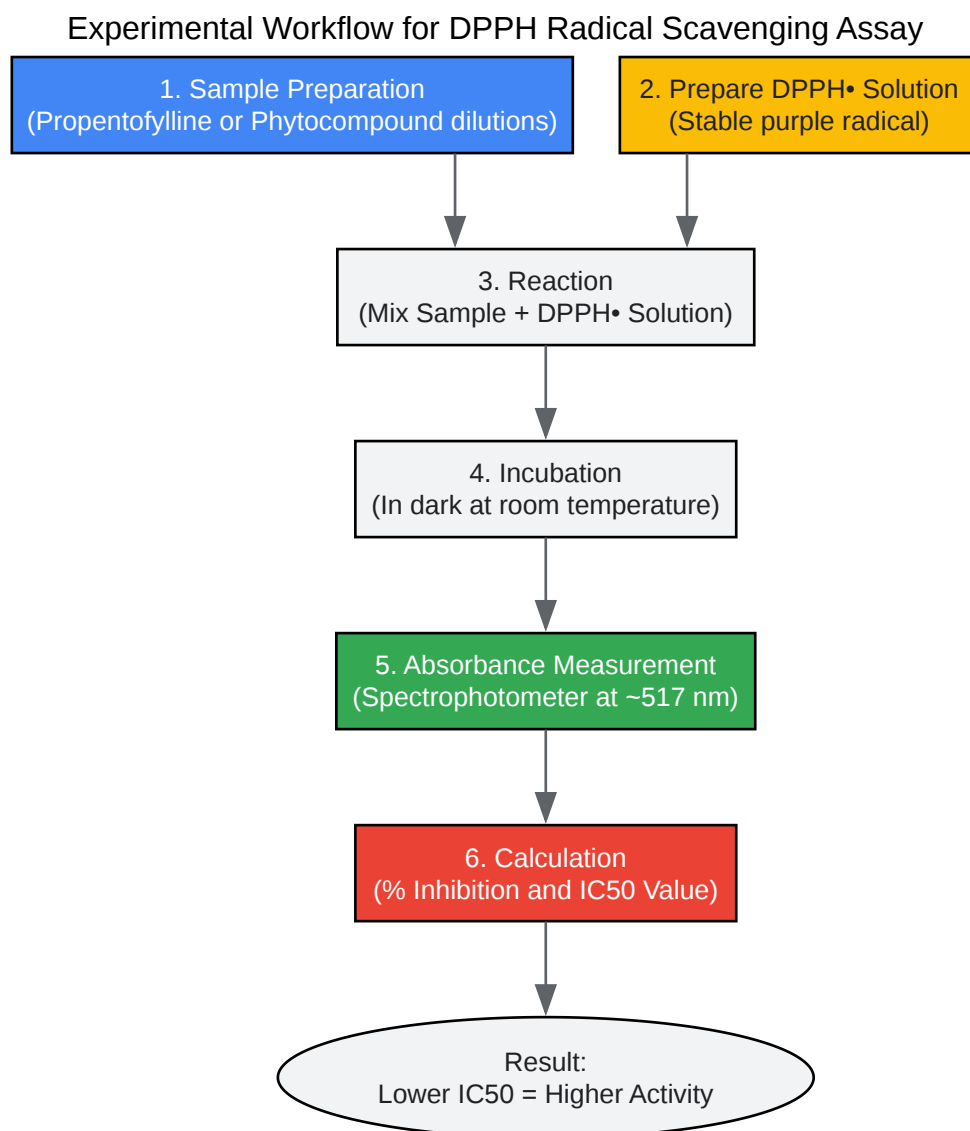 Experimental Workflow for DPPH Radical Scavenging Assay
1. Sample Preparation
(Propentofylline or Phytocompound dilutions)
2. Prepare DPPH• Solution
(Stable purple radical)
3. Reaction
(Mix Sample + DPPH• Solution)
4. Incubation
(In dark at room temperature)
5. Absorbance Measurement
(Spectrophotometer at ~517 nm)
6. Calculation
(% Inhibition and IC50 Value)
Result:
Lower IC50 = Higher Activity